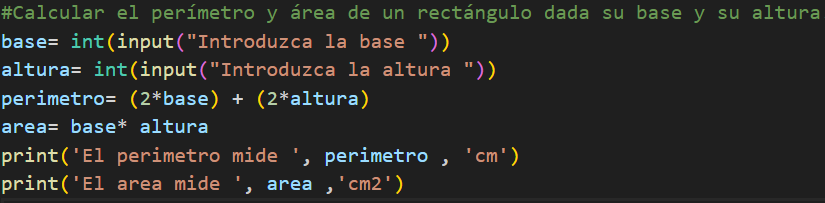 #Calcular el perímetro y área de un rectángulo dada su base y su altura
base= int(input("Introduzca la base "))
altura= int(input("Introduzca la altura "))
perimetro= (2*base) + (2*altura)
area= base* altura
print('El perimetro mide ', perimetro , 'cm')
print('El area mide ', area ,'cm2')